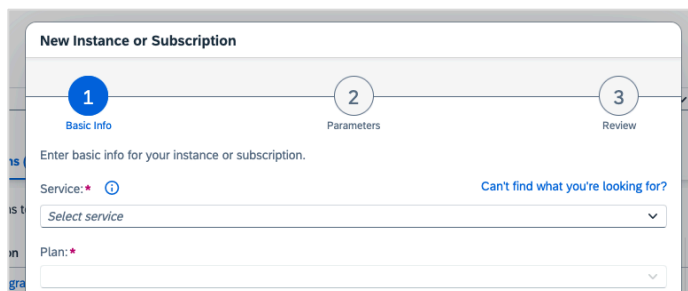 New Instance or Subscription
1
2
3
Basic Info
Parameters
Review
Enter basic info for your instance or subscription.
Service:*
Can't find what you're looking for?
Select service
Plan:*